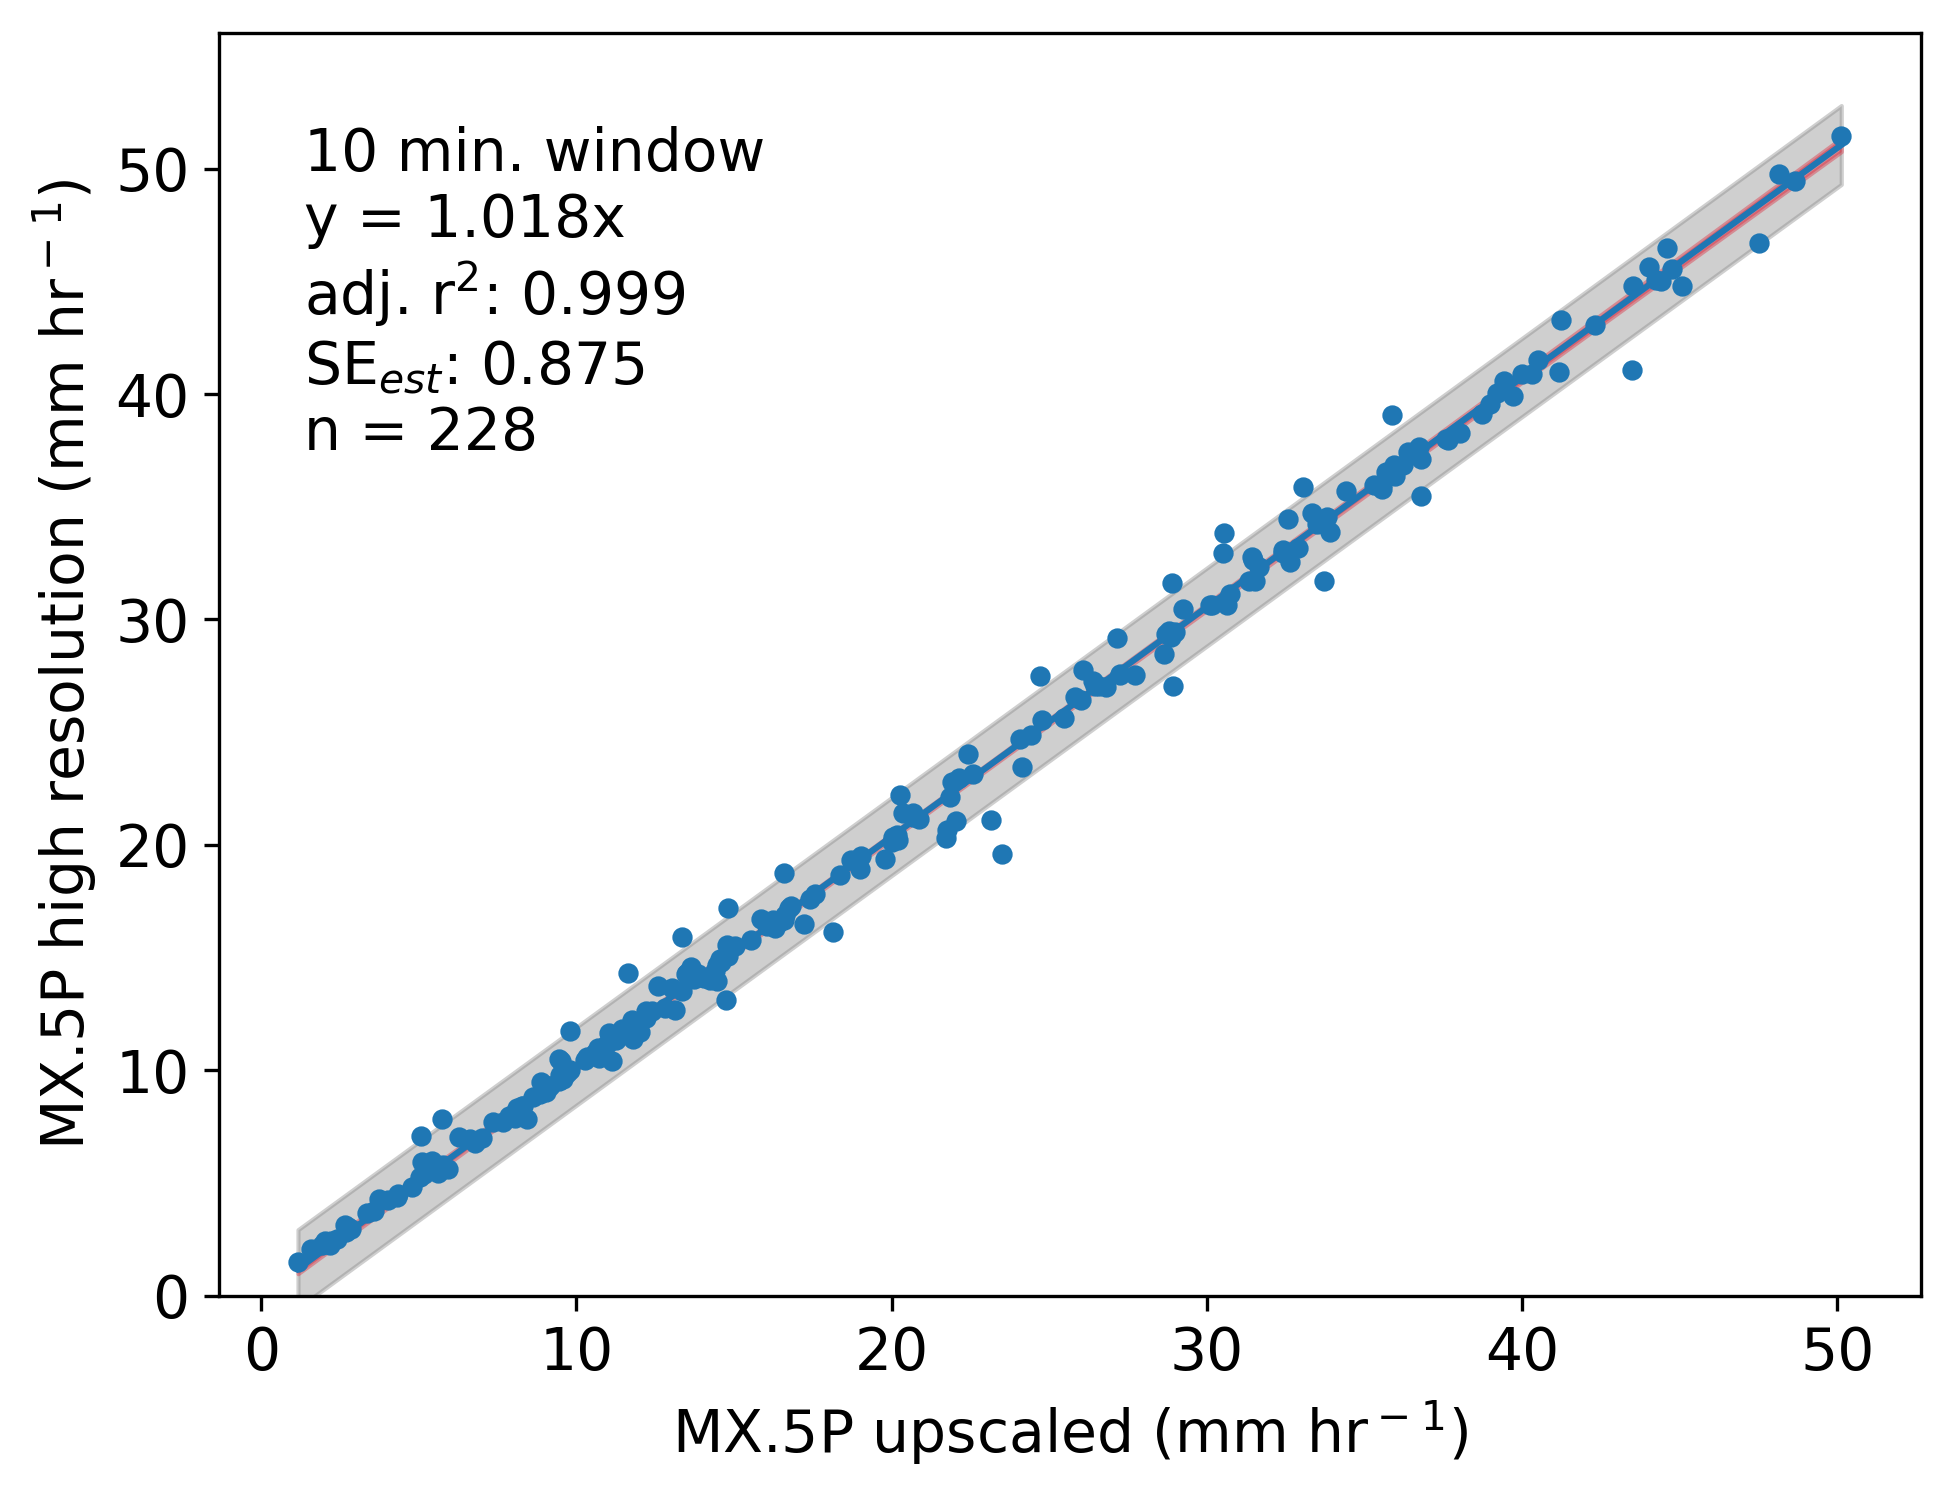 10 min. window
y = 1.018x
adj. r²: 0.999
SE_est: 0.875
n = 228
MX.5P high resolution (mm hr⁻¹)
50
40
30
20
10
0
0 10 20 30 40 50
MX.5P upscaled (mm hr⁻¹)